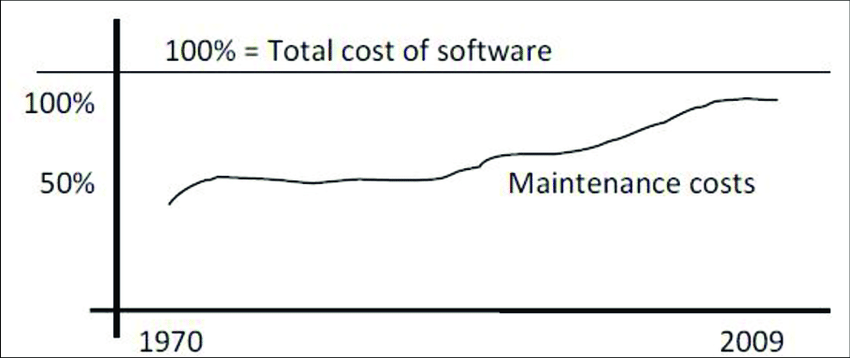 100% = Total cost of software
100%
50%
Maintenance costs
1970
2009